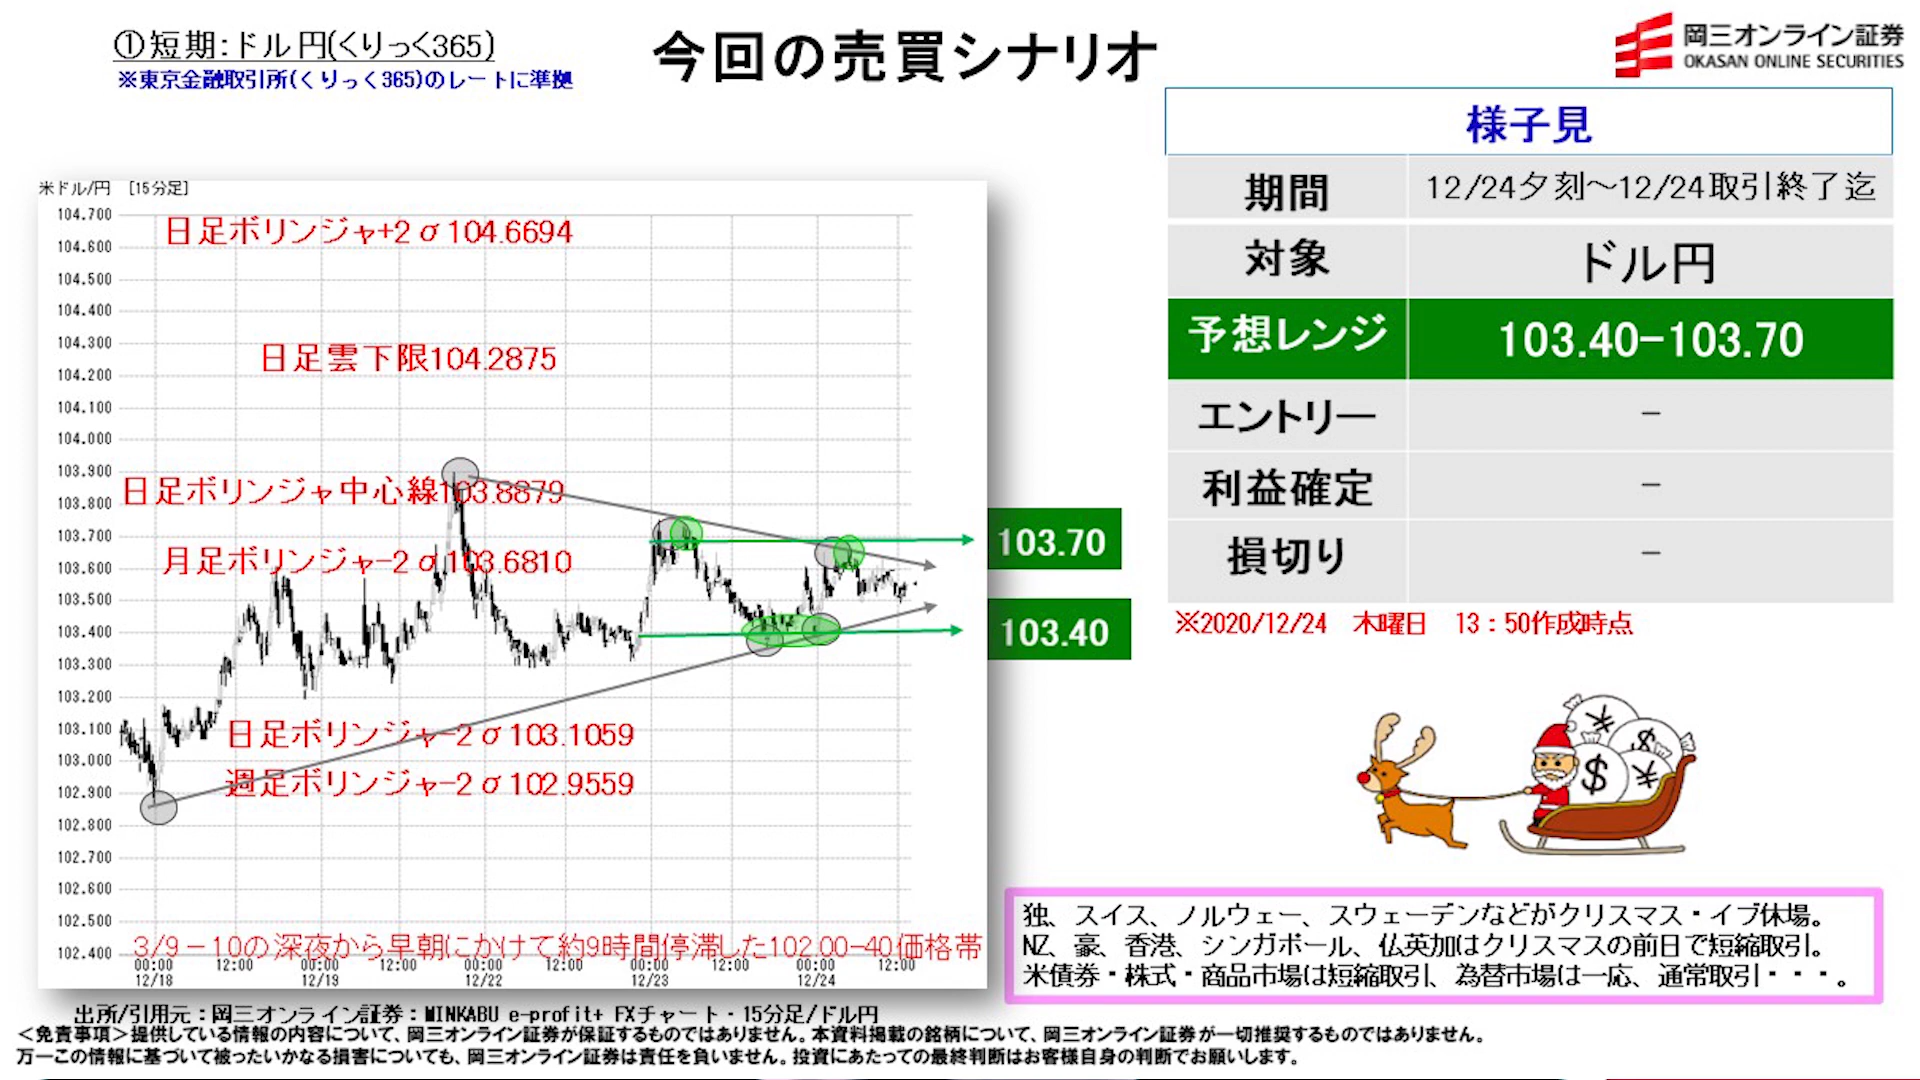 ①短期:ドル円(くりっく365)
※東京金融取引所(くりっく365)のレートに準拠
今回の売買シナリオ
岡三オンライン証券
OKASAN ONLINE SECURITIES
様子見
期間 12/24夕刻～12/24取引終了迄
対象 ドル円
予想レンジ 103.40-103.70
エントリー －
利益確定 －
損切り －
※2020/12/24 木曜日 13：50作成時点
米ドル/円 [15分足]
104.700
104.600
104.500
104.400
104.300
104.200
104.100
104.000
103.900
103.800
103.700
103.600
103.500
103.400
103.300
103.200
103.100
103.000
102.900
102.800
102.700
102.600
102.500
102.400
日足ボリンジャ+2σ104.6694
日足雲下限104.2875
日足ボリンジャ中心線103.8879
月足ボリンジャ-2σ103.6810
日足ボリンジャ-2σ103.1059
週足ボリンジャ-2σ102.9559
3/9－10の深夜から早朝にかけて約9時間停滞した102.00-40価格帯
103.70
103.40
00:00 12:00 00:00 12:00 00:00 12:00 00:00 12:00 00:00 12:00
12/18 12/19 12/22 12/23 12/24
¥
$
$
¥
独、スイス、ノルウェー、スウェーデンなどがクリスマス・イブ休場。
NZ、豪、香港、シンガポール、仏英加はクリスマスの前日で短縮取引。
米債券・株式・商品市場は短縮取引、為替市場は一応、通常取引・・・。
出所/引用元：岡三オンライン証券：MINKABU e-profit+ FXチャート・15分足/ドル円
＜免責事項＞提供している情報の内容について、岡三オンライン証券が保証するものではありません。本資料掲載の銘柄について、岡三オンライン証券が一切推奨するものではありません。
万一この情報に基づいて被ったいかなる損害についても、岡三オンライン証券は責任を負いません。投資にあたっての最終判断はお客様自身の判断でお願いします。